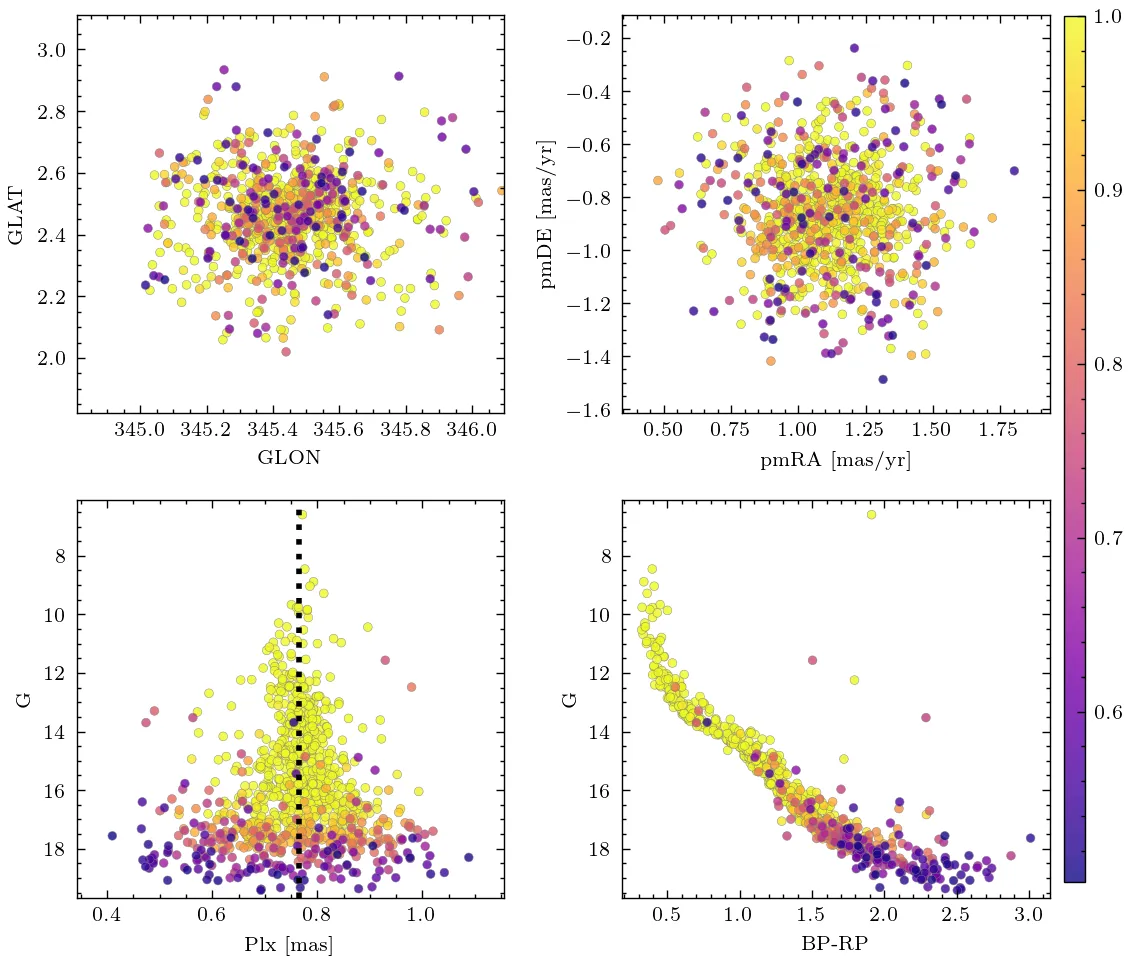 3.0
2.8
2.6
2.4
2.2
2.0
GLAT
345.0 345.2 345.4 345.6 345.8 346.0
GLON
−0.2
−0.4
−0.6
−0.8
−1.0
−1.2
−1.4
−1.6
pmDE [mas/yr]
0.50 0.75 1.00 1.25 1.50 1.75
pmRA [mas/yr]
8
10
12
14
16
18
G
0.4 0.6 0.8 1.0
Plx [mas]
8
10
12
14
16
18
G
0.5 1.0 1.5 2.0 2.5 3.0
BP-RP
1.0
0.9
0.8
0.7
0.6